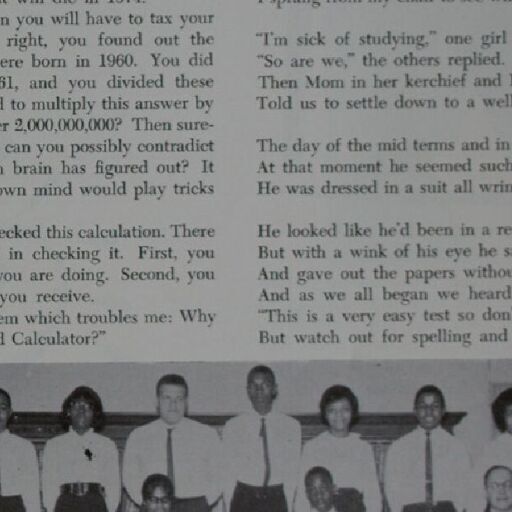 n you will have to tax your
right, you found out the
ere born in 1960. You did
61, and you divided these
to multiply this answer by
r 2,000,000,000? Then sure-
can you possibly contradict
brain has figured out? It
own mind would play tricks
ecked this calculation. There
in checking it. First, you
you are doing. Second, you
you receive.
em which troubles me: Why
d Calculator?"
"I'm sick of studying," one girl
"So are we," the others replied.
Then Mom in her kerchief and
Told us to settle down to a well
The day of the mid terms and in
At that moment he seemed such
He was dressed in a suit all wrin
He looked like he'd been in a re
But with a wink of his eye he s
And gave out the papers withou
And as we all began we heard
"This is a very easy test so don'
But watch out for spelling and